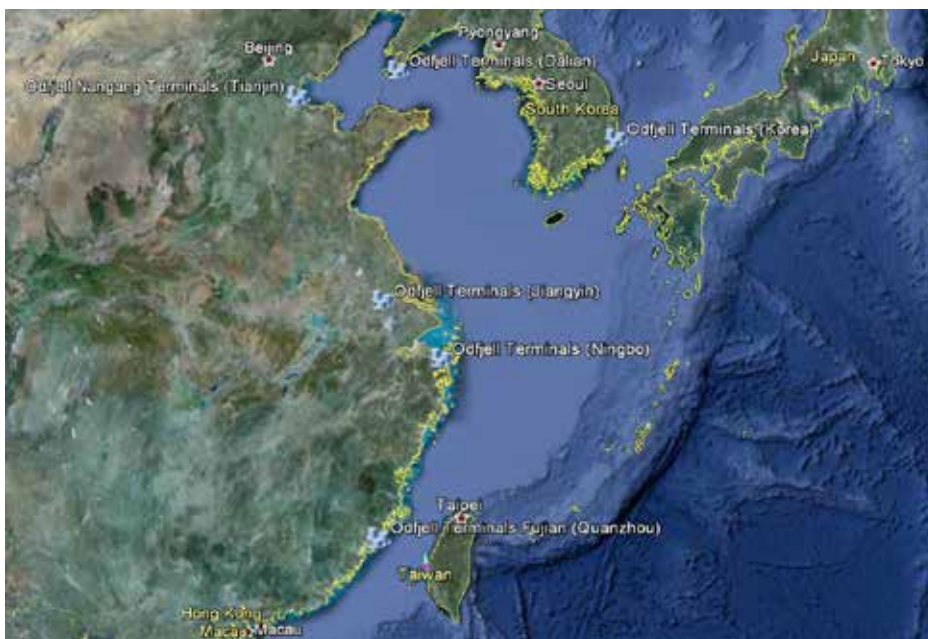 Pyongyang
Beijing
Japan
Odfjell Terminals (Dalian)
Tokyo
Odfjell Nangang Terminals (Tianjin)
Seoul
South Korea
Odfjell Terminals (Korea)
Odfjell Terminals (Jiangyin)
Odfjell Terminals (Ningbo)
Taipei
Odfjell Terminals Fujian (Quanzhou)
Taiwan
Hong Kong
Macau
Macau